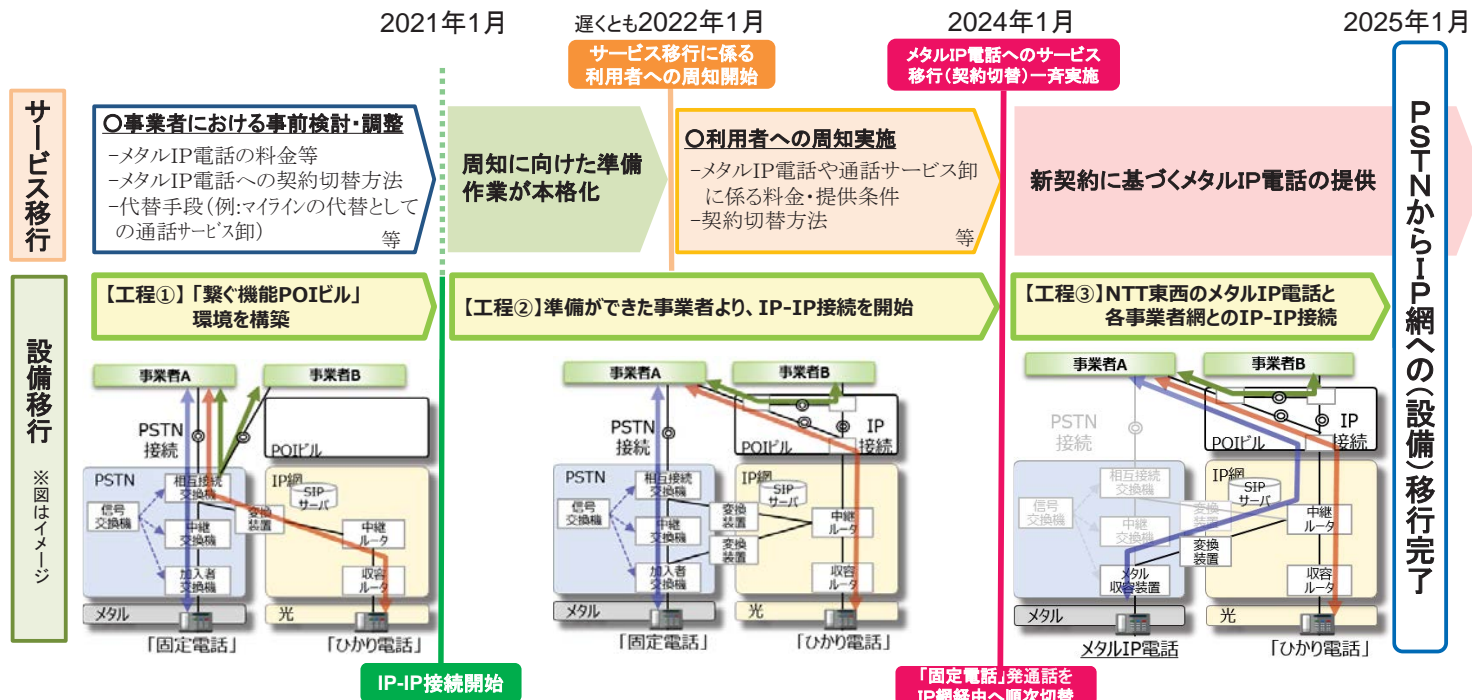 2021年1月
遅くとも2022年1月
2024年1月
2025年1月
サービス移行に係る
利用者への周知開始
メタルIP電話へのサービス
移行(契約切替)一斉実施
サービス移行
〇事業者における事前検討・調整
-メタルIP電話の料金等
-メタルIP電話への契約切替方法
-代替手段(例:マイラインの代替として
の通話サービス卸)
等
周知に向けた準備
作業が本格化
〇利用者への周知実施
-メタルIP電話や通話サービス卸
に係る料金・提供条件
-契約切替方法
等
新契約に基づくメタルIP電話の提供
PSTNからIP網への(設備)移行完了
設備移行
※図はイメージ
【工程①】「繋ぐ機能POIビル」
環境を構築
【工程②】準備ができた事業者より、IP-IP接続を開始
【工程③】NTT東西のメタルIP電話と
各事業者網とのIP-IP接続
事業者A
事業者B
PSTN
接続
POIビル
PSTN
相互接続
交換機
IP網
SIP
サーバ
信号
交換機
変換
装置
中継
交換機
中継
ルータ
加入者
交換機
収容
ルータ
メタル
光
「固定電話」
「ひかり電話」
事業者A
事業者B
PSTN
接続
IP
接続
POIビル
PSTN
相互接続
交換機
IP網
SIP
サーバ
信号
交換機
変換
装置
中継
交換機
中継
ルータ
変換
装置
加入者
交換機
収容
ルータ
メタル
光
「固定電話」
「ひかり電話」
事業者A
事業者B
PSTN
接続
IP
接続
POIビル
PSTN
相互接続
交換機
IP網
SIP
サーバ
信号
交換機
変換
装置
中継
交換機
中継
ルータ
変換
装置
メタル
収容装置
収容
ルータ
メタル
光
メタルIP電話
「ひかり電話」
IP-IP接続開始
「固定電話」発通話を
IP網経由へ順次切替